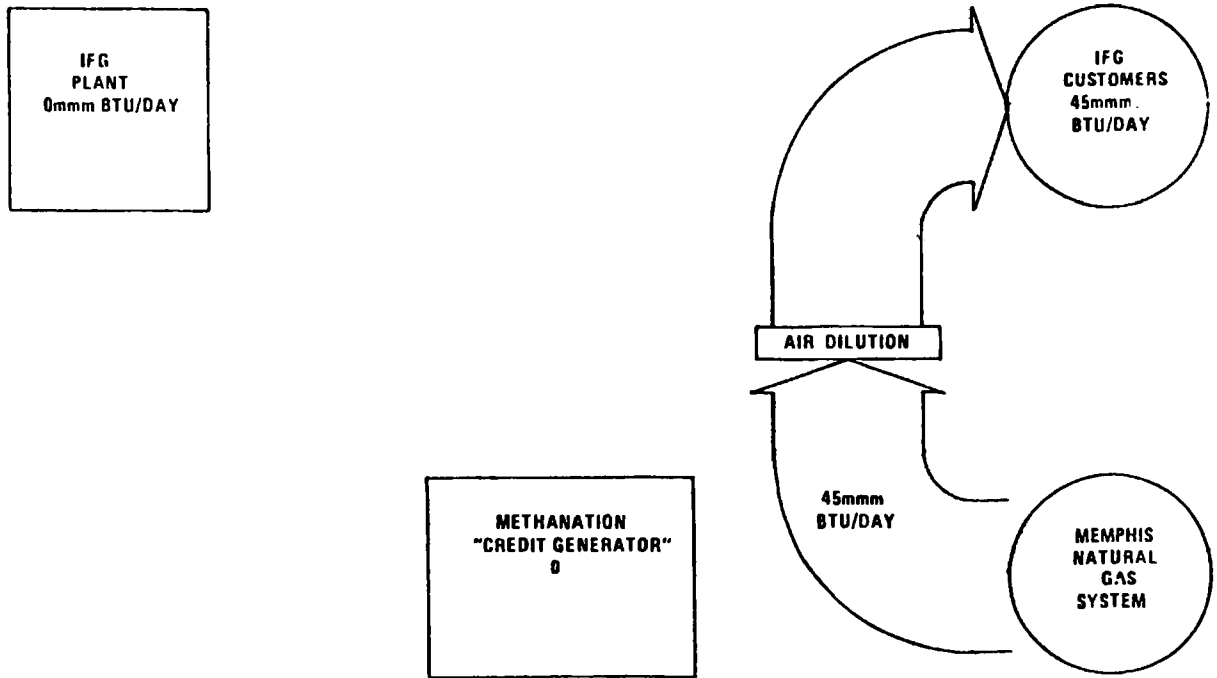 IFG
PLANT
0mmm BTU/DAY
IFG
CUSTOMERS
45mmm.
BTU/DAY
AIR DILUTION
METHANATION
"CREDIT GENERATOR"
0
45mmm
BTU/DAY
MEMPHIS
NATURAL
GAS
SYSTEM